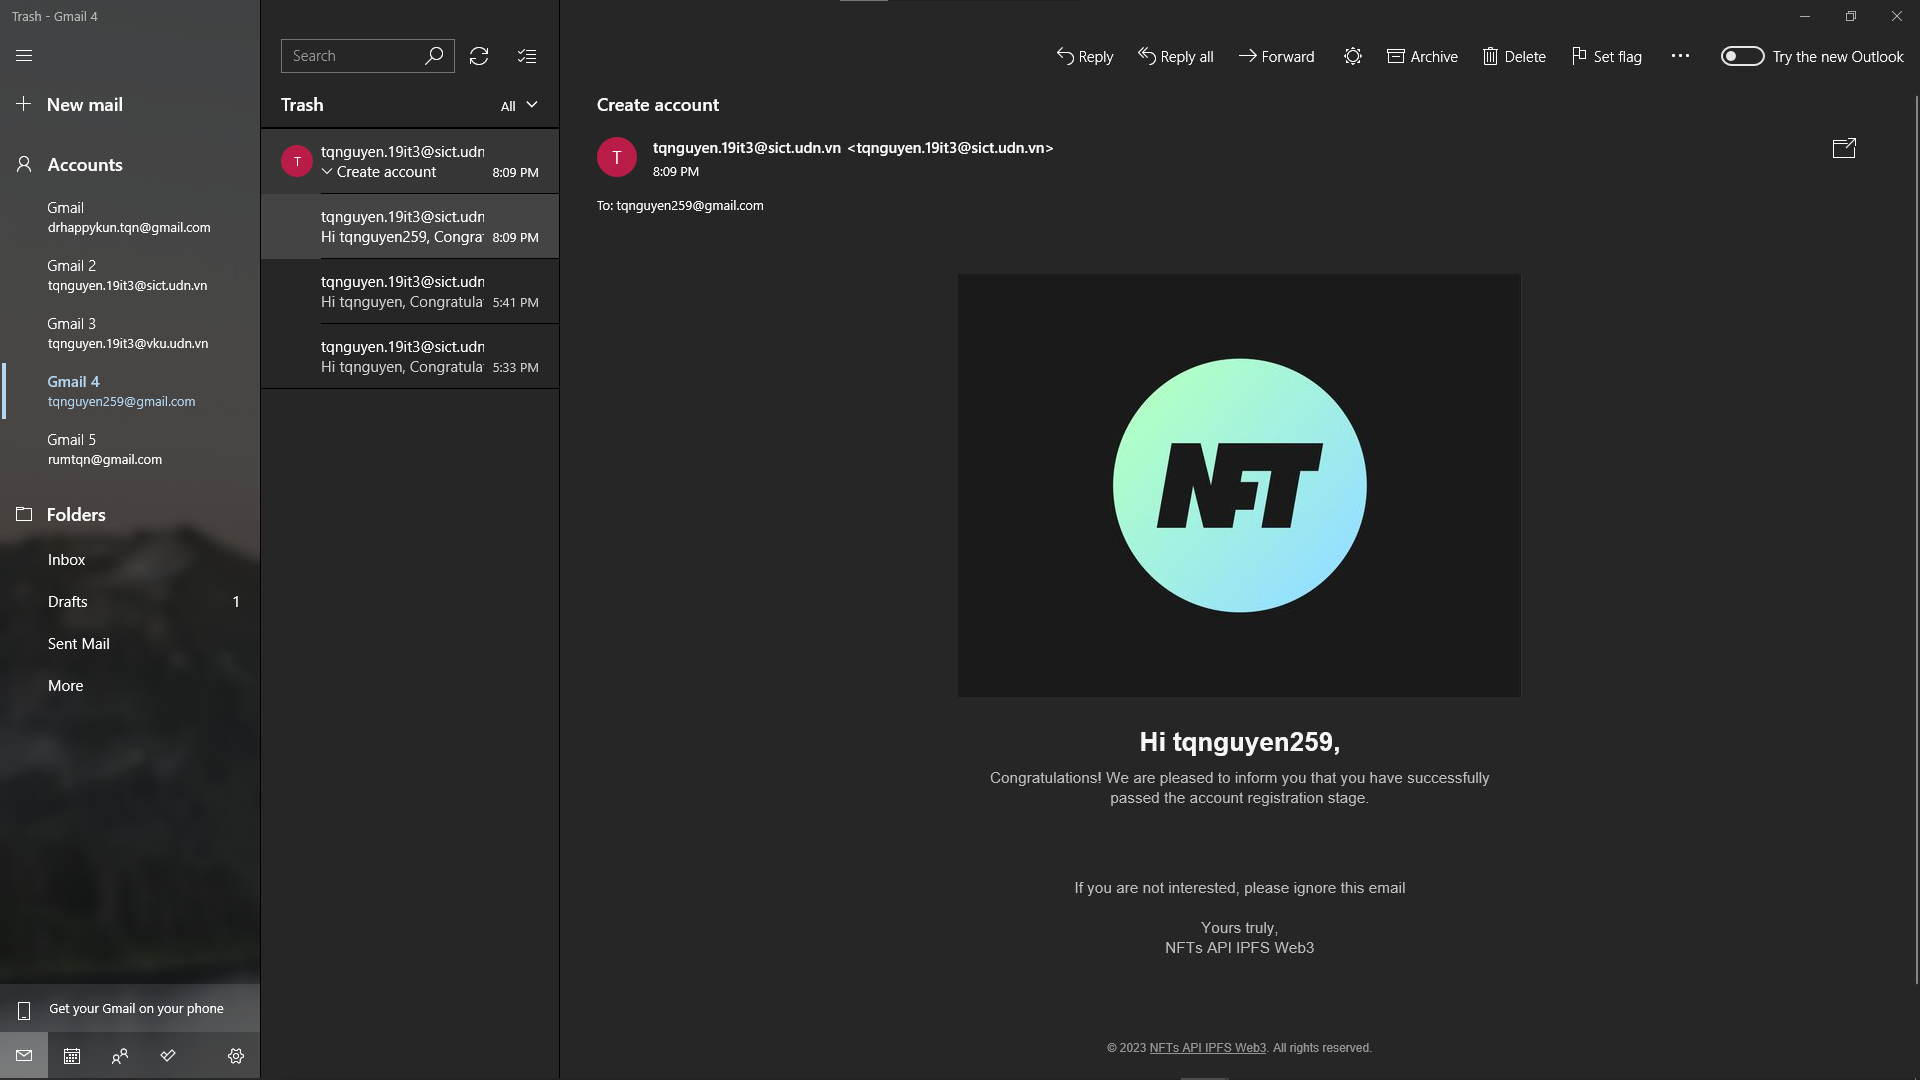 Trash - Gmail 4
New mail
Accounts
Gmail
drhappykun.tqn@gmail.com
Gmail 2
tqnguyen.19it3@sict.udn.vn
Gmail 3
tqnguyen.19it3@vku.udn.vn
Gmail 4
tqnguyen259@gmail.com
Gmail 5
rumtqn@gmail.com
Folders
Inbox
Drafts 1
Sent Mail
More
Get your Gmail on your phone
Search
Trash All
T
tqnguyen.19it3@sict.udn
Create account 8:09 PM
tqnguyen.19it3@sict.udn
Hi tqnguyen259, Congra 8:09 PM
tqnguyen.19it3@sict.udn
Hi tqnguyen, Congratula 5:41 PM
tqnguyen.19it3@sict.udn
Hi tqnguyen, Congratula 5:33 PM
Reply Reply all Forward Archive Delete Set flag Try the new Outlook
Create account
T
tqnguyen.19it3@sict.udn.vn <tqnguyen.19it3@sict.udn.vn>
8:09 PM
To: tqnguyen259@gmail.com
NFT
Hi tqnguyen259,
Congratulations! We are pleased to inform you that you have successfully
passed the account registration stage.
If you are not interested, please ignore this email
Yours truly,
NFTs API IPFS Web3
© 2023 NFTs API IPFS Web3. All rights reserved.